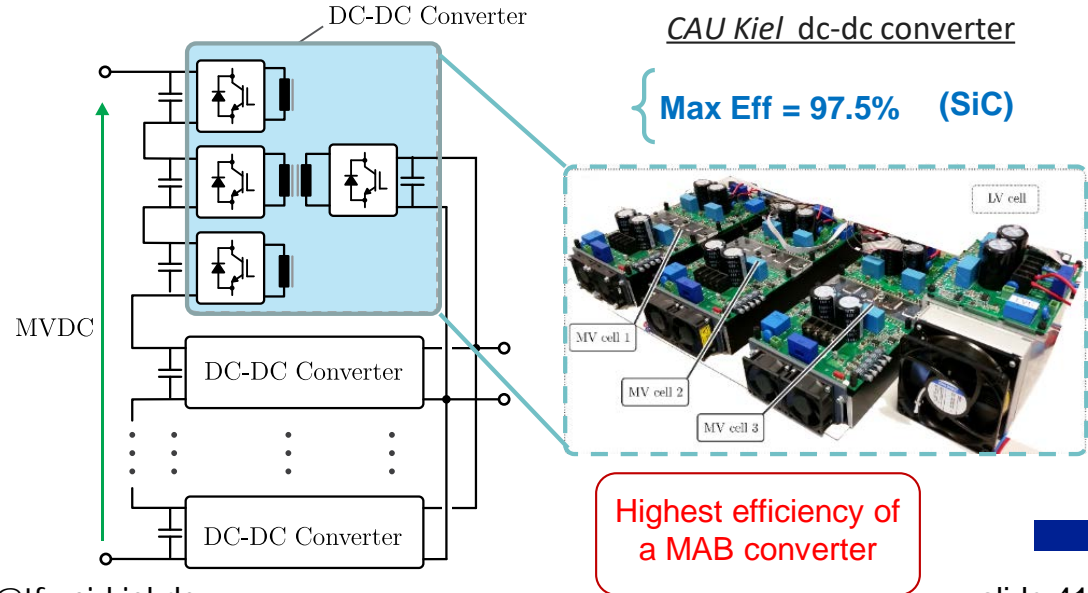 DC-DC Converter
CAU Kiel dc-dc converter
Max Eff = 97.5% (SiC)
LV cell
MV cell 1
MV cell 2
MV cell 3
MVDC
DC-DC Converter
DC-DC Converter
Highest efficiency of
a MAB converter